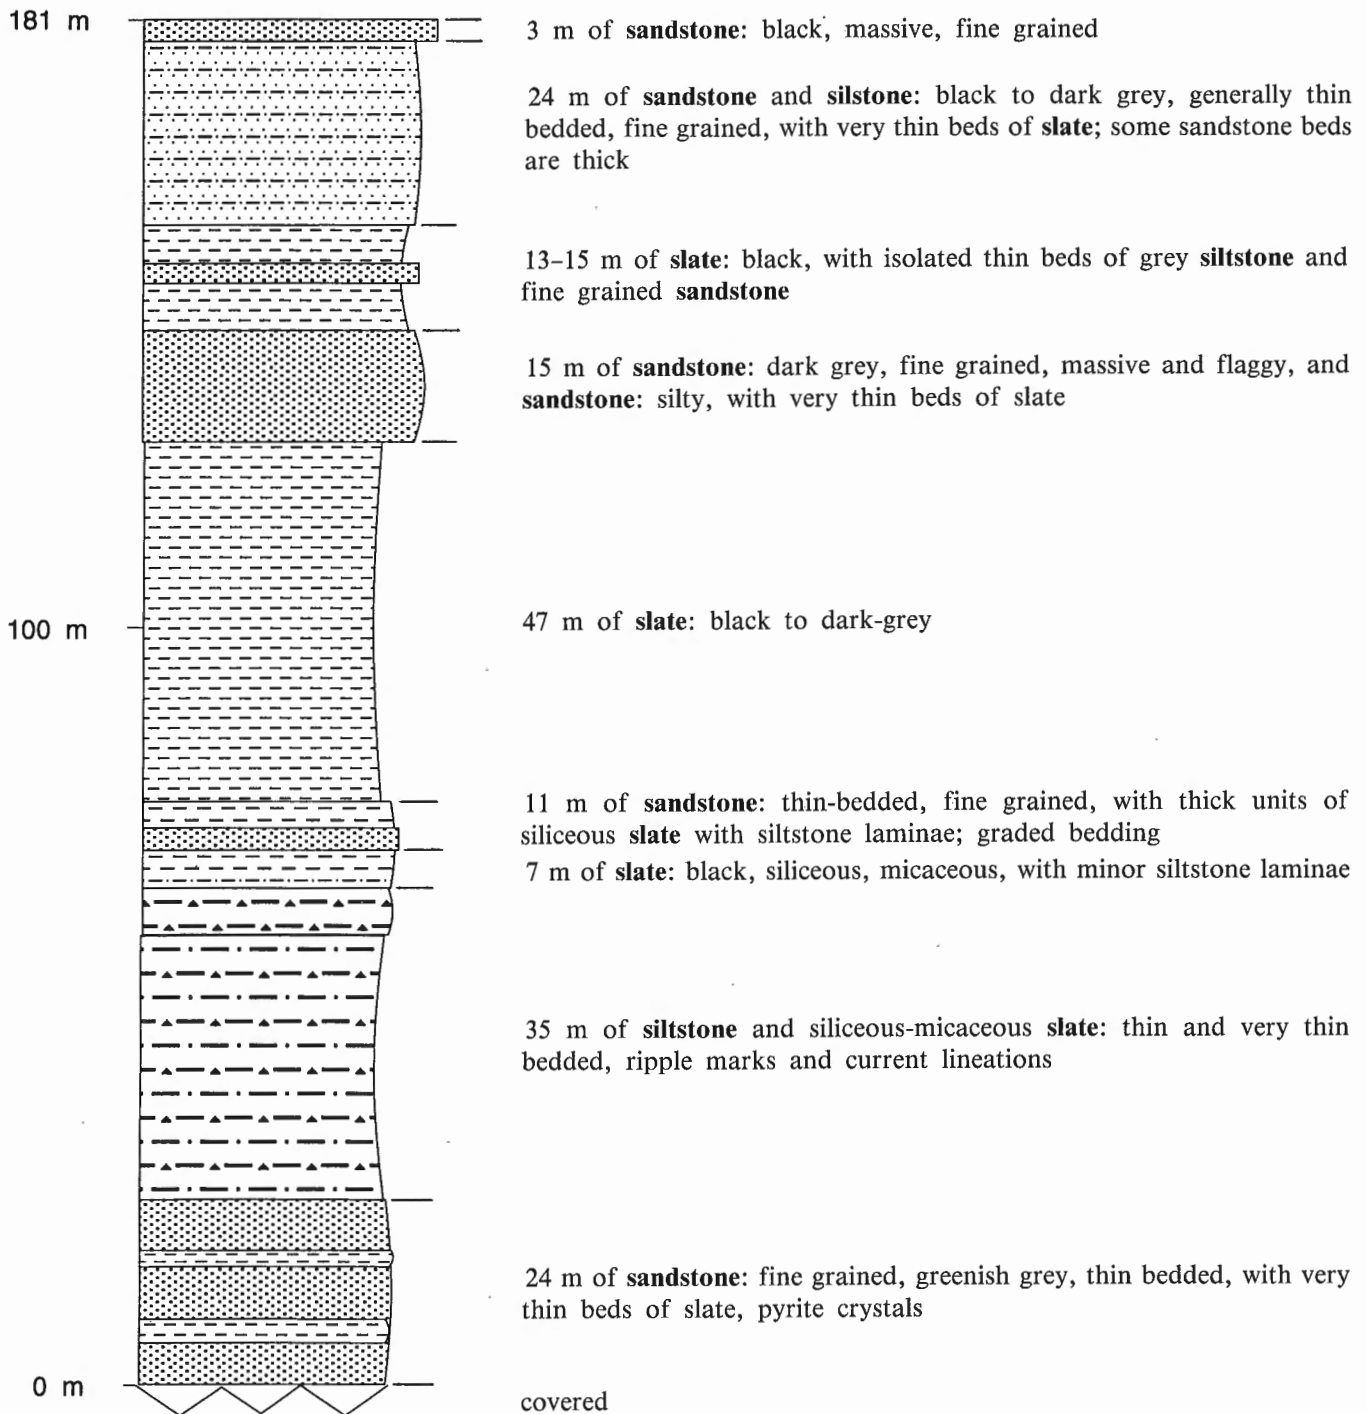 181 m
3 m of sandstone: black, massive, fine grained
24 m of sandstone and silstone: black to dark grey, generally thin
bedded, fine grained, with very thin beds of slate; some sandstone beds
are thick
13–15 m of slate: black, with isolated thin beds of grey siltstone and
fine grained sandstone
15 m of sandstone: dark grey, fine grained, massive and flaggy, and
sandstone: silty, with very thin beds of slate
100 m
47 m of slate: black to dark-grey
11 m of sandstone: thin-bedded, fine grained, with thick units of
siliceous slate with siltstone laminae; graded bedding
7 m of slate: black, siliceous, micaceous, with minor siltstone laminae
35 m of siltstone and siliceous-micaceous slate: thin and very thin
bedded, ripple marks and current lineations
24 m of sandstone: fine grained, greenish grey, thin bedded, with very
thin beds of slate, pyrite crystals
0 m
covered